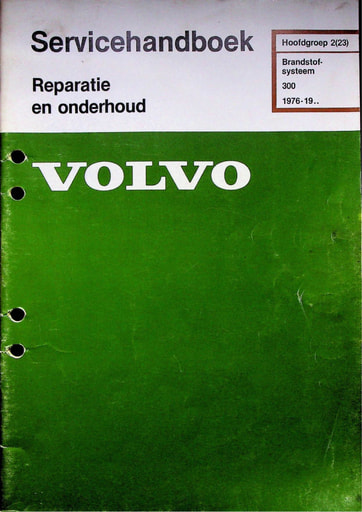 Servicehandboek
Reparatie
en onderhoud
Hoofdgroep 2(23)
Brandstof-
systeem
300
1976-19..
VOLVO